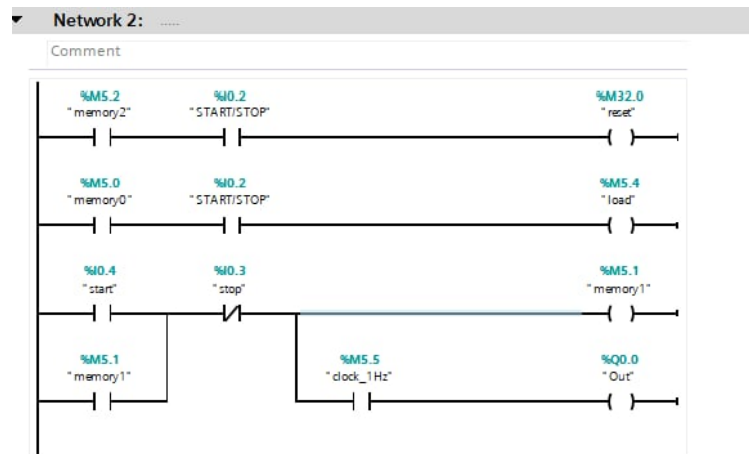 Network 2: .....
Comment
%M5.2 %I0.2 %M32.0
"memory2" "START/STOP" "reset"
%M5.0 %I0.2 %M5.4
"memory0" "START/STOP" "load"
%I0.4 %I0.3 %M5.1
"start" "stop" "memory1"
%M5.1 %M5.5 %Q0.0
"memory1" "clock_1Hz" "Out"